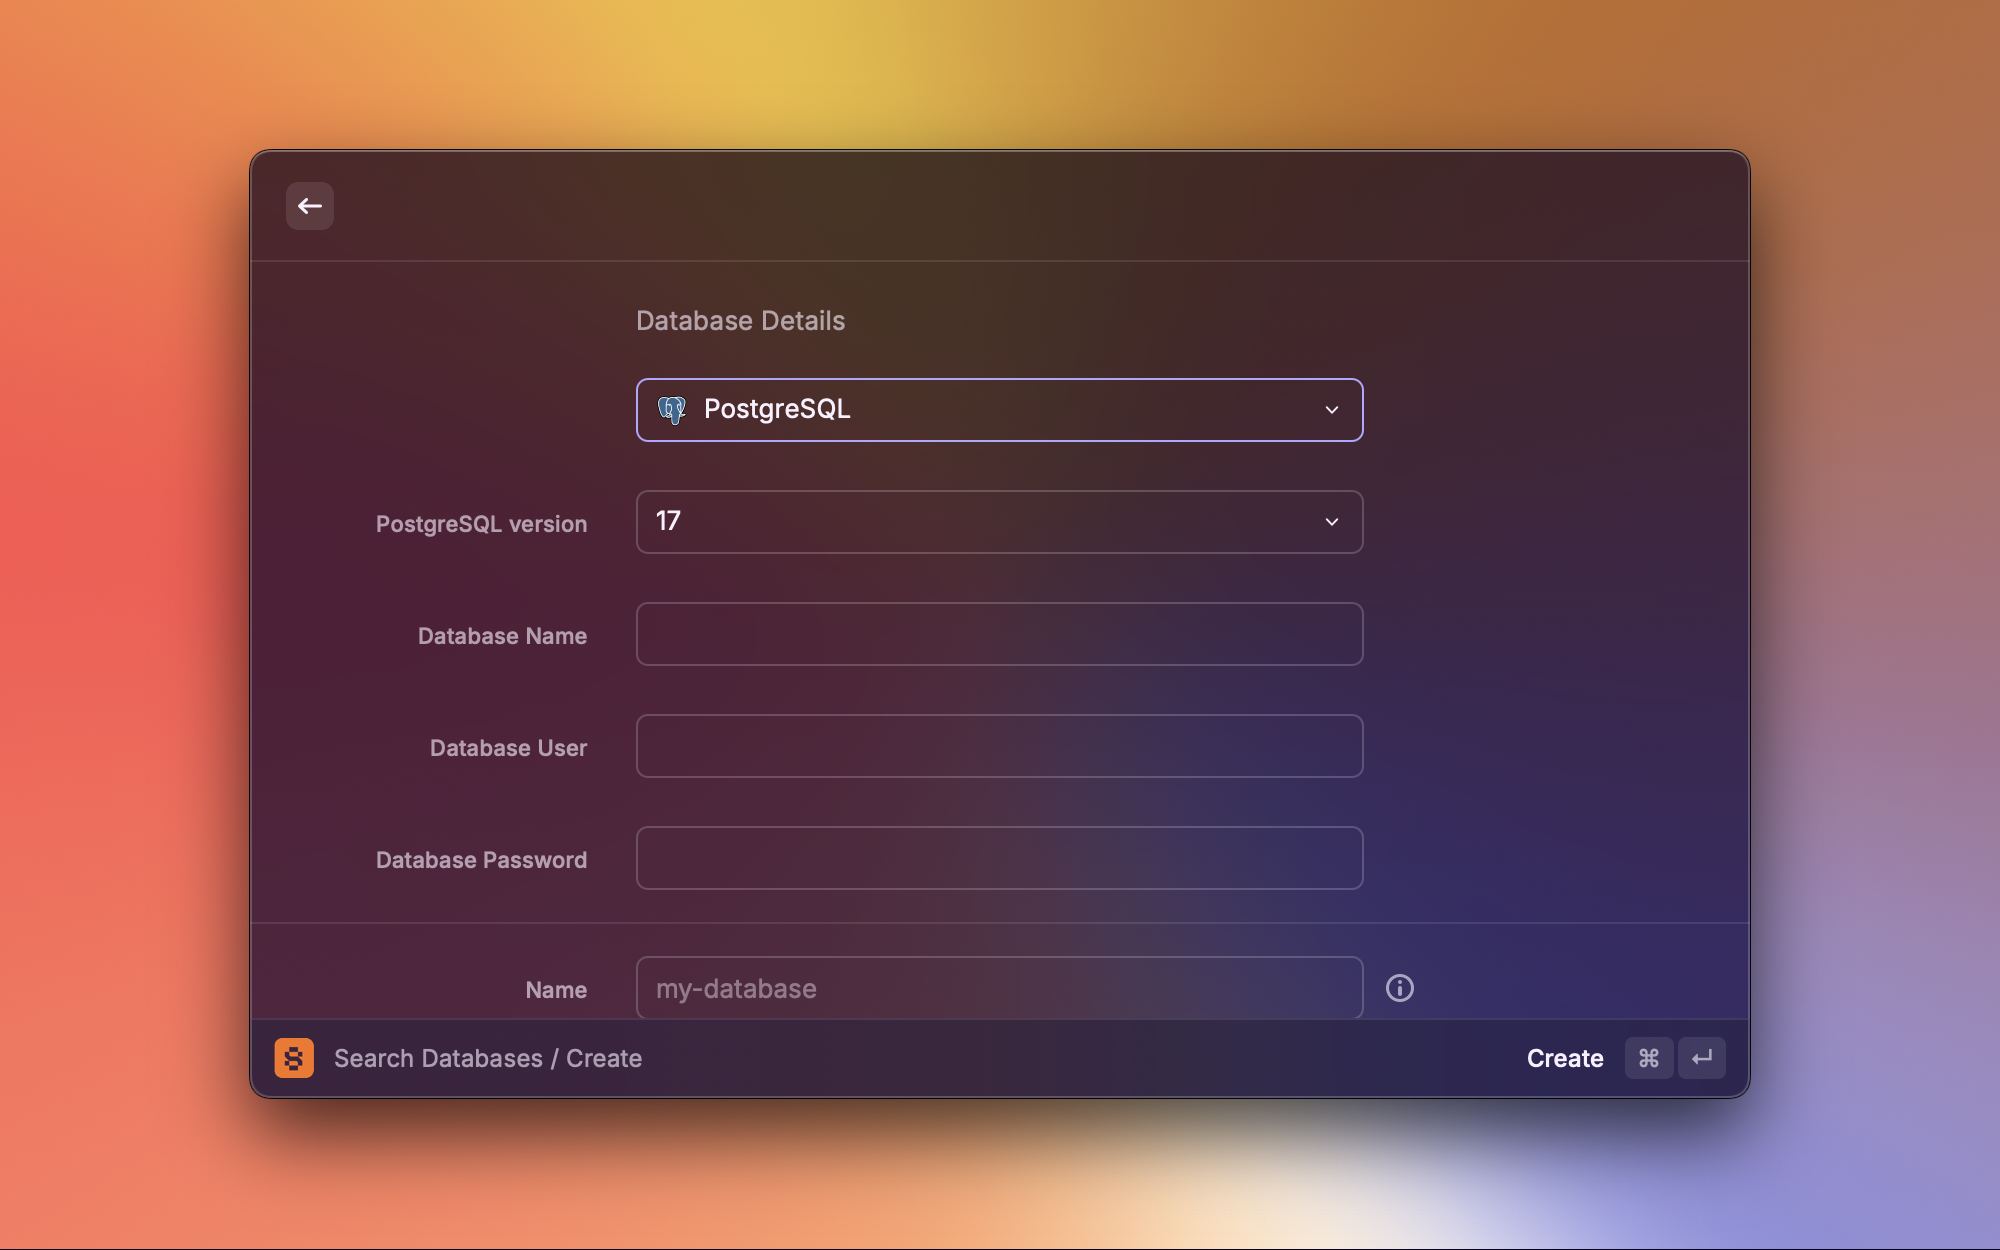 Database Details
PostgreSQL
PostgreSQL version
17
Database Name
Database User
Database Password
Name
my-database
Search Databases / Create
Create ⌘ ↵